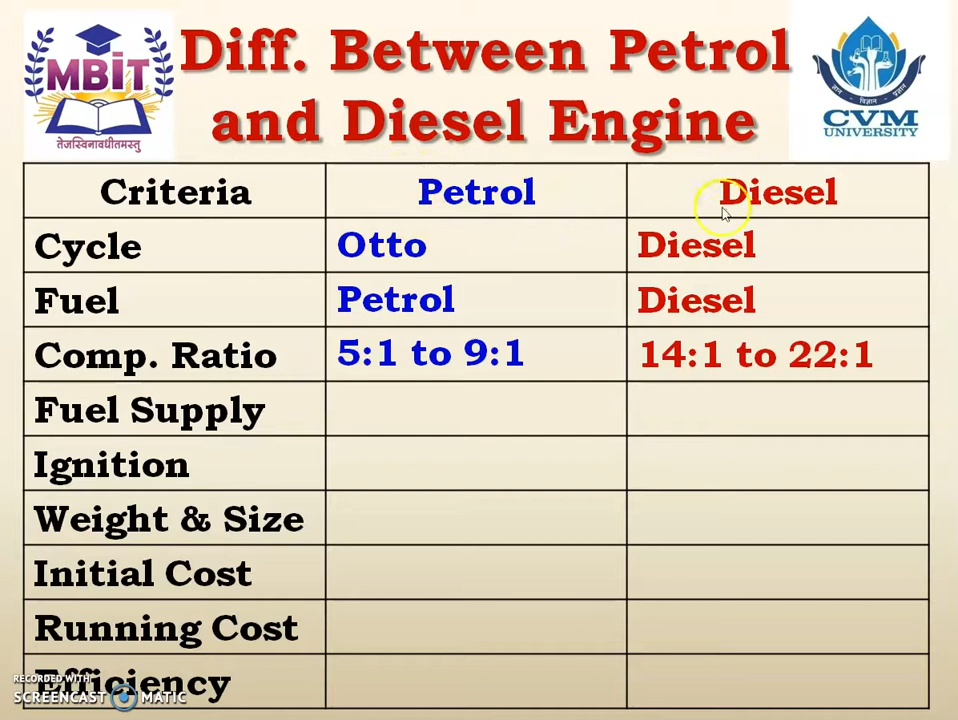 MBIT
तेजस्विनावधीतमस्तु
Diff. Between Petrol
and Diesel Engine
ज्ञान • विज्ञान • प्रज्ञान
CVM
UNIVERSITY
Criteria Petrol Diesel
Cycle Otto Diesel
Fuel Petrol Diesel
Comp. Ratio 5:1 to 9:1 14:1 to 22:1
Fuel Supply
Ignition
Weight & Size
Initial Cost
Running Cost
Efficiency
RECORDED WITH
SCREENCAST MATIC